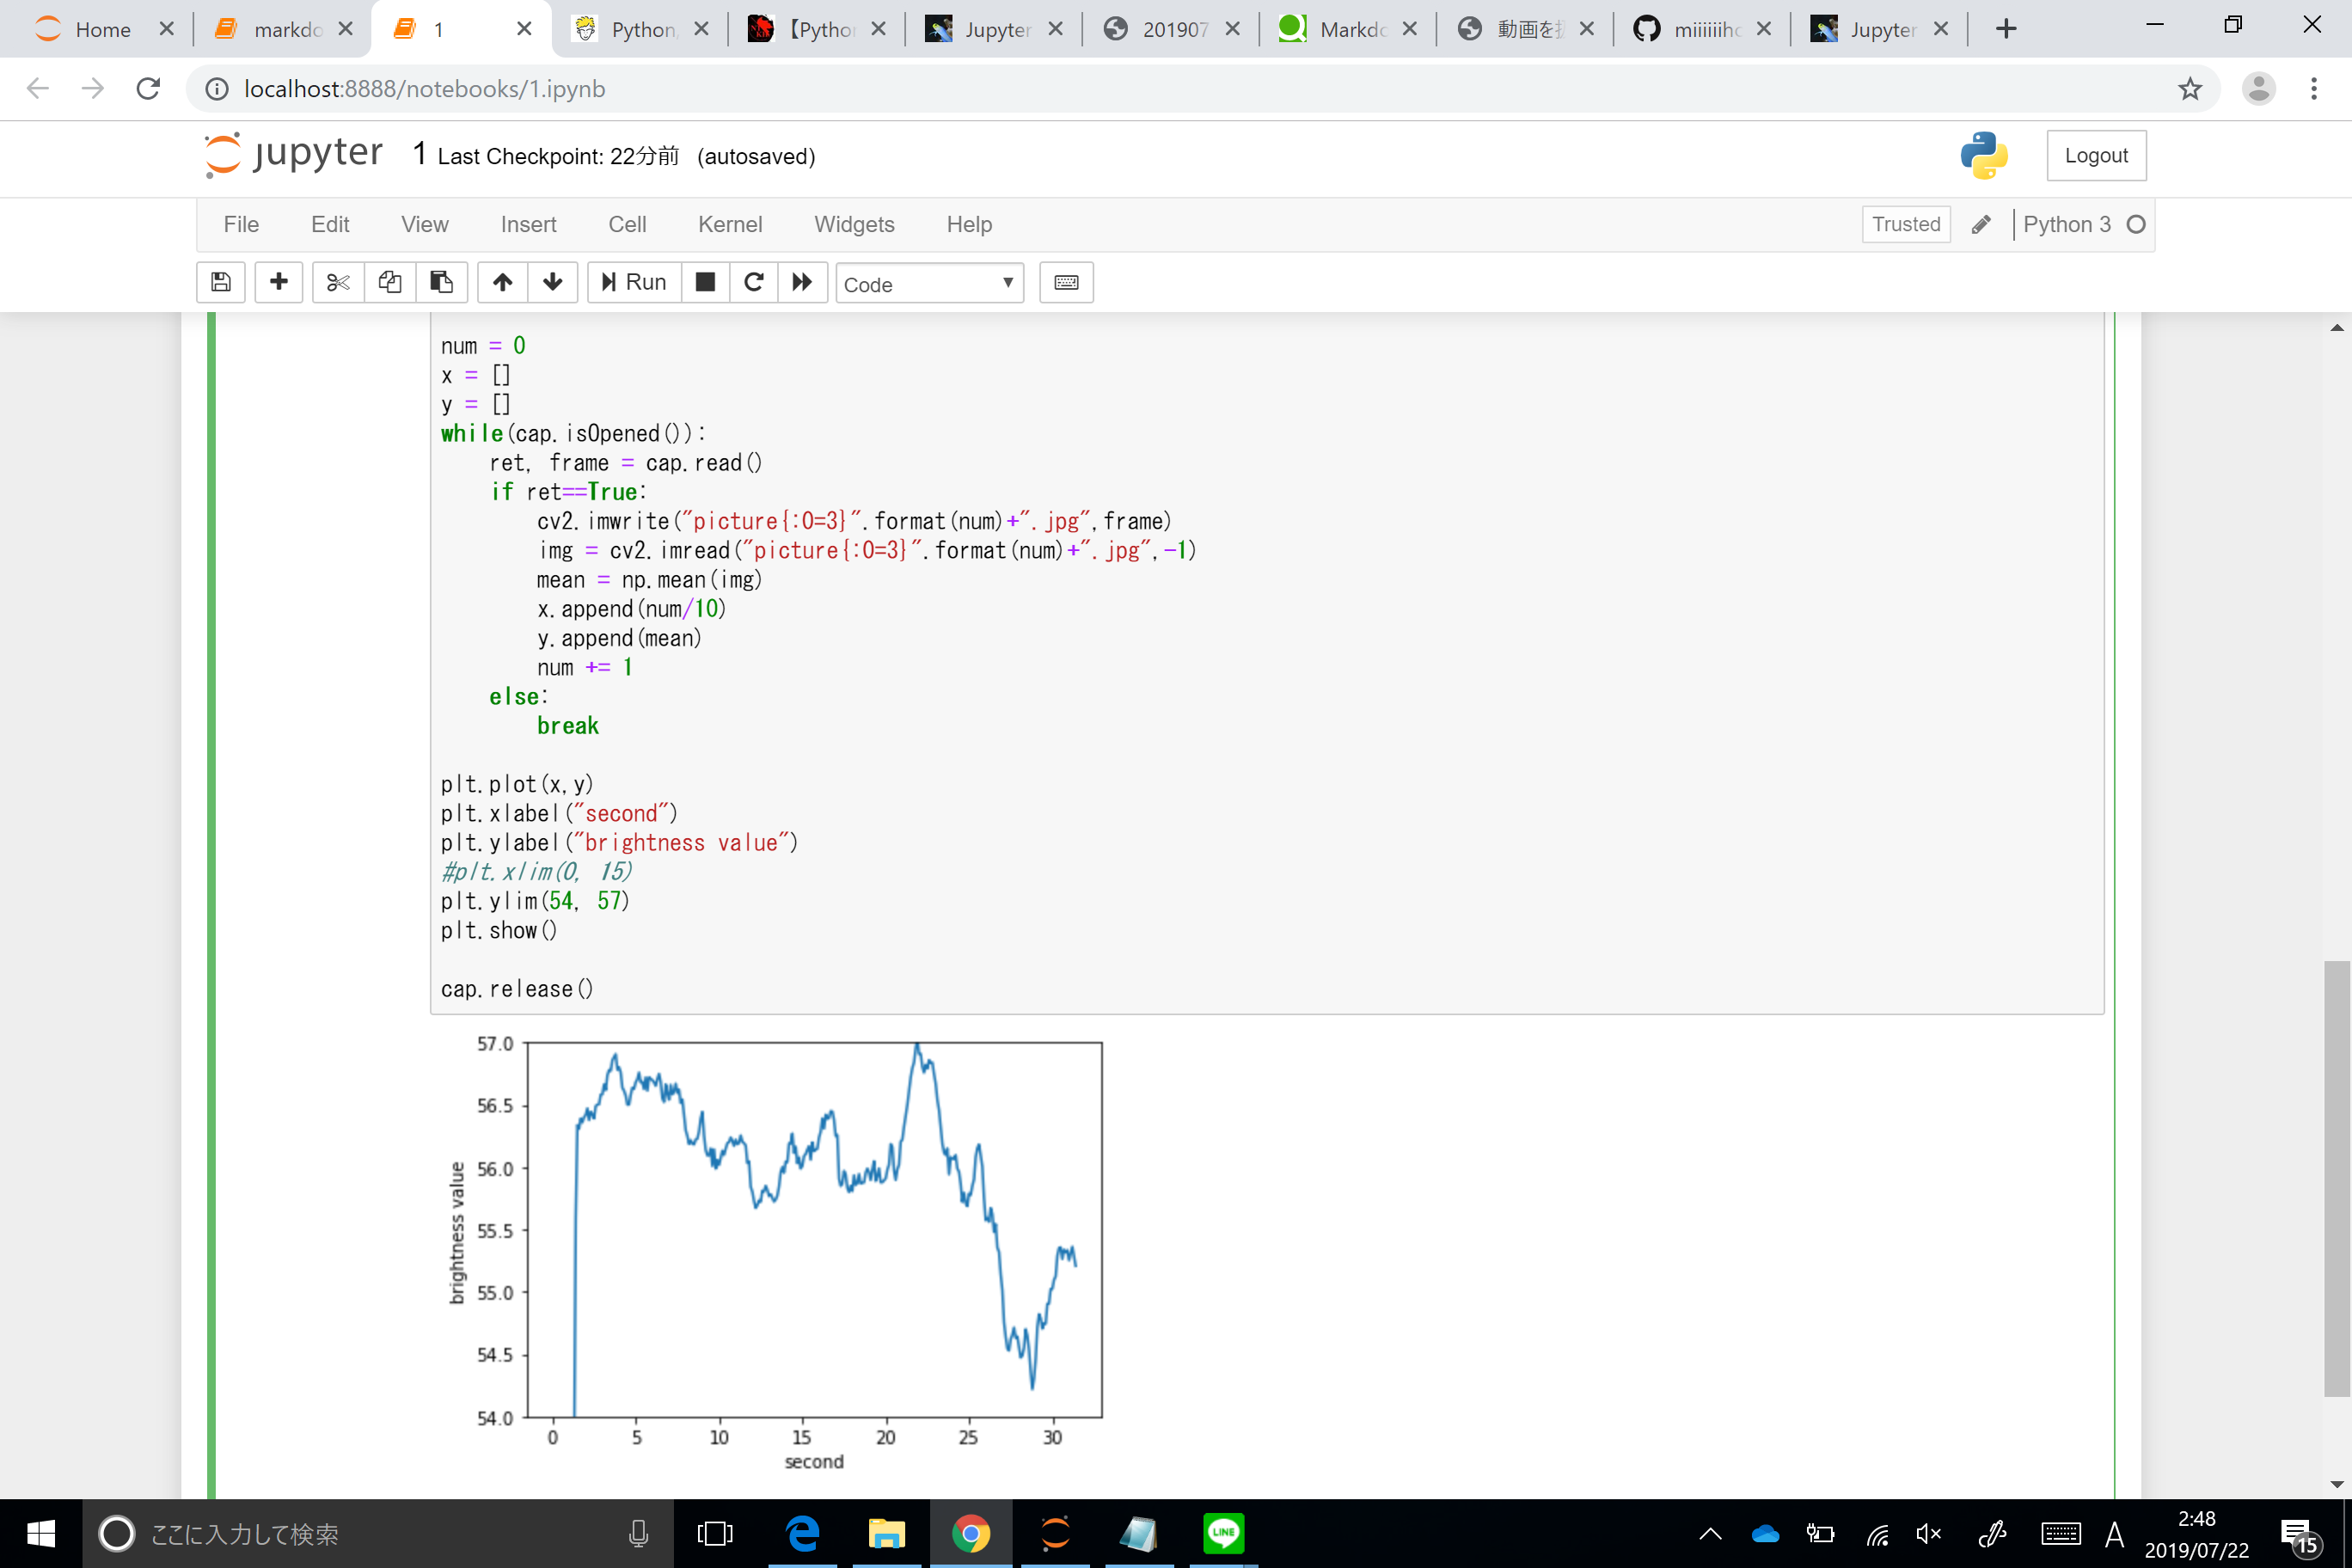 Home
markdo
1
Python,
【Pythor
Jupyter
201907
Markdo
動画を
miiiiiihc
Jupyter
localhost:8888/notebooks/1.ipynb
jupyter 1 Last Checkpoint: 22分前 (autosaved)
Logout
File Edit View Insert Cell Kernel Widgets Help
Trusted
Python 3
Run
Code
num = 0
x = []
y = []
while(cap.isOpened()):
    ret, frame = cap.read()
    if ret==True:
        cv2.imwrite("picture{:0=3}".format(num)+".jpg",frame)
        img = cv2.imread("picture{:0=3}".format(num)+".jpg",-1)
        mean = np.mean(img)
        x.append(num/10)
        y.append(mean)
        num += 1
    else:
        break
plt.plot(x,y)
plt.xlabel("second")
plt.ylabel("brightness value")
#plt.xlim(0, 15)
plt.ylim(54, 57)
plt.show()
cap.release()
57.0
56.5
56.0
55.5
55.0
54.5
54.0
brightness value
0 5 10 15 20 25 30
second
ここに入力して検索
LINE
A
2:48
2019/07/22
15